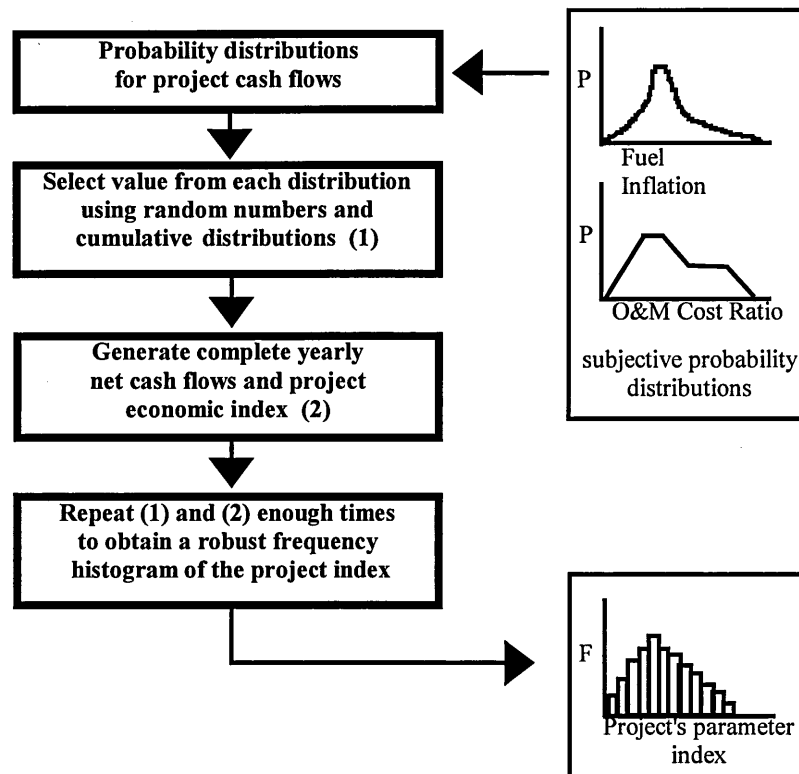 Probability distributions
for project cash flows
P
Fuel
Inflation
Select value from each distribution
using random numbers and
cumulative distributions (1)
P
O&M Cost Ratio
subjective probability
distributions
Generate complete yearly
net cash flows and project
economic index (2)
Repeat (1) and (2) enough times
to obtain a robust frequency
histogram of the project index
F
Project's parameter
index